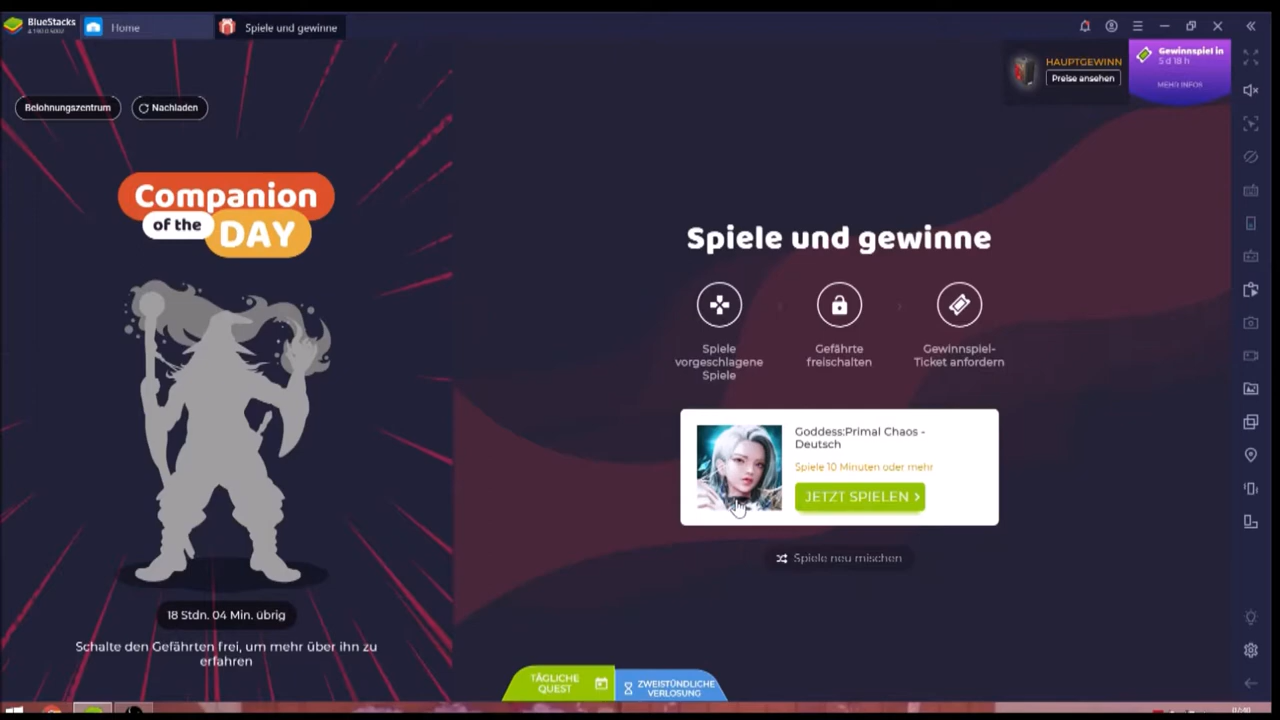 BlueStacks
Home
Spiele und gewinne
HAUPTGEWINN
Preise ansehen
Gewinnspiel in
5 d 18 h
MEHR INFOS
Belohnungszentrum
Nachladen
Companion
of the
DAY
18 Stdn. 04 Min. übrig
Schalte den Gefährten frei, um mehr über ihn zu
erfahren
Spiele und gewinne
Spiele
vorgeschlagene
Spiele
Gefährte
freischalten
Gewinnspiel-
Ticket anfordern
Goddess:Primal Chaos -
Deutsch
Spiele 10 Minuten oder mehr
JETZT SPIELEN
Spiele neu mischen
TÄGLICHE
QUEST
ZWEISTÜNDLICHE
VERLOSUNG